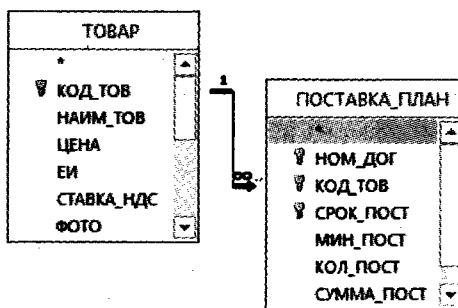 ТОВАР
*
КОД_ТОВ
НАИМ_ТОВ
ЦЕНА
ЕИ
СТАВКА_НДС
ФОТО
1
∞
ПОСТАВКА_ПЛАН
*
НОМ_ДОГ
КОД_ТОВ
СРОК_ПОСТ
МИН_ПОСТ
КОЛ_ПОСТ
СУММА_ПОСТ